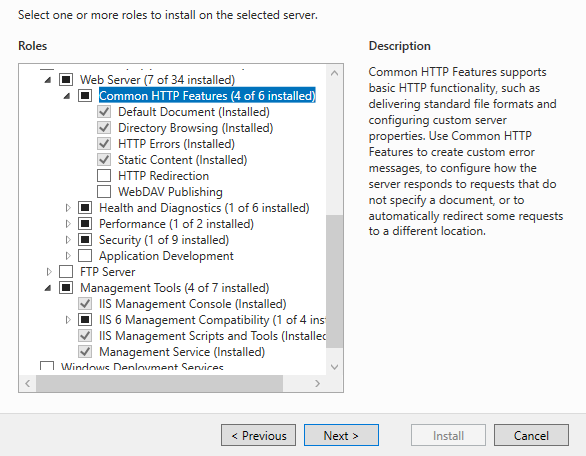 Select one or more roles to install on the selected server.
Roles
Web Server (7 of 34 installed)
Common HTTP Features (4 of 6 installed)
Default Document (Installed)
Directory Browsing (Installed)
HTTP Errors (Installed)
Static Content (Installed)
HTTP Redirection
WebDAV Publishing
Health and Diagnostics (1 of 6 installed)
Performance (1 of 2 installed)
Security (1 of 9 installed)
Application Development
FTP Server
Management Tools (4 of 7 installed)
IIS Management Console (Installed)
IIS 6 Management Compatibility (1 of 4 ins
IIS Management Scripts and Tools (Installed
Management Service (Installed)
Windows Deployment Services
Description
Common HTTP Features supports
basic HTTP functionality, such as
delivering standard file formats and
configuring custom server
properties. Use Common HTTP
Features to create custom error
messages, to configure how the
server responds to requests that do
not specify a document, or to
automatically redirect some requests
to a different location.
< Previous
Next >
Install
Cancel